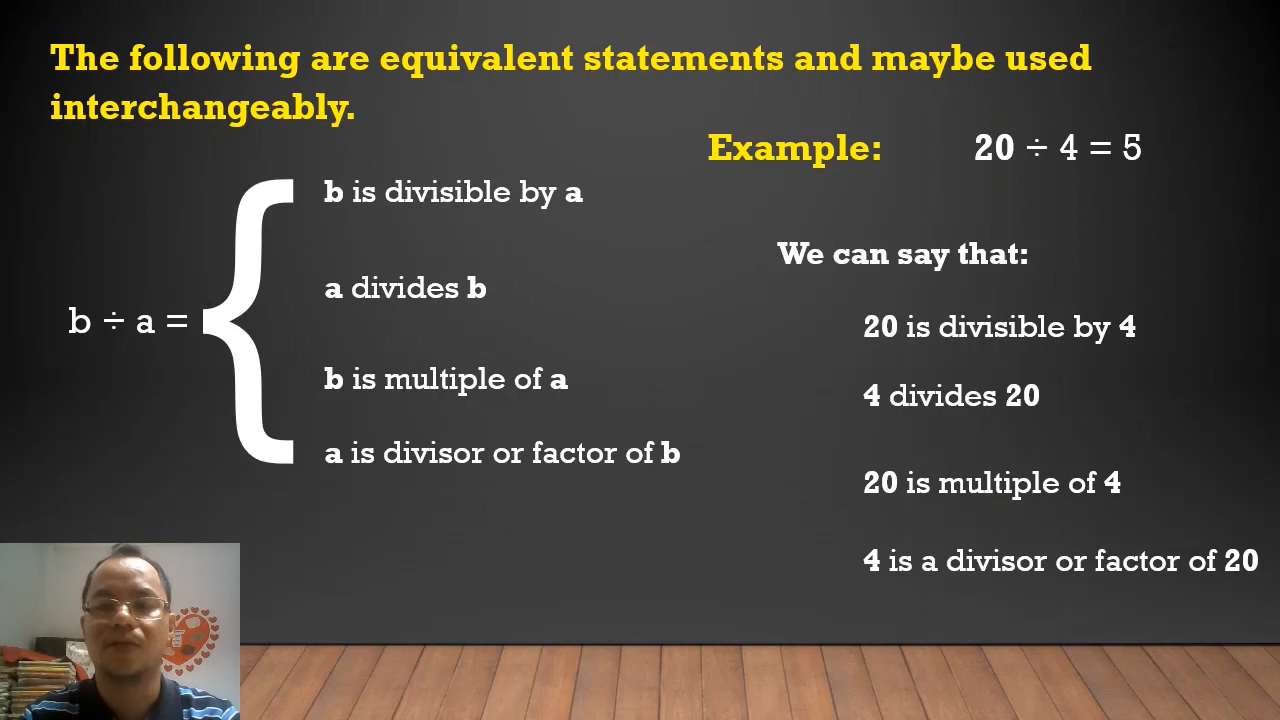 The following are equivalent statements and maybe used
interchangeably.
b ÷ a =
b is divisible by a
a divides b
b is multiple of a
a is divisor or factor of b
Example: 20 ÷ 4 = 5
We can say that:
20 is divisible by 4
4 divides 20
20 is multiple of 4
4 is a divisor or factor of 20